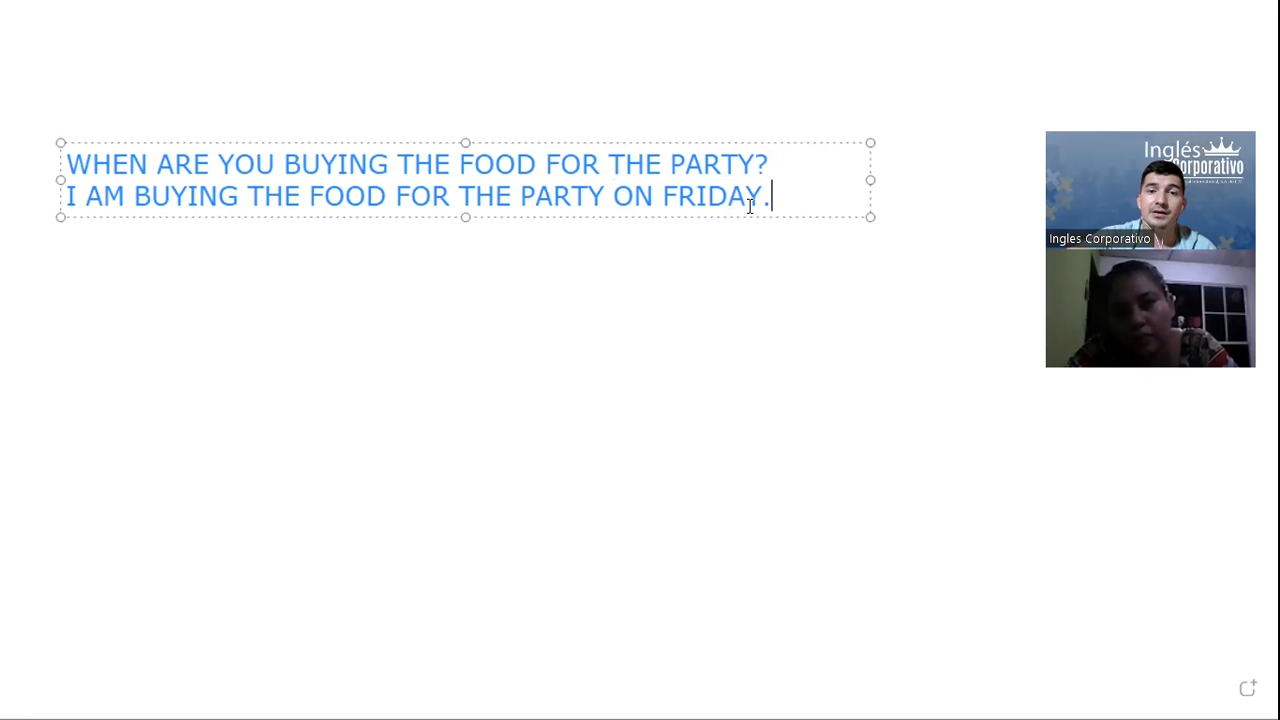 WHEN ARE YOU BUYING THE FOOD FOR THE PARTY?
I AM BUYING THE FOOD FOR THE PARTY ON FRIDAY.
Inglés
Corporativo
Ingles Corporativo